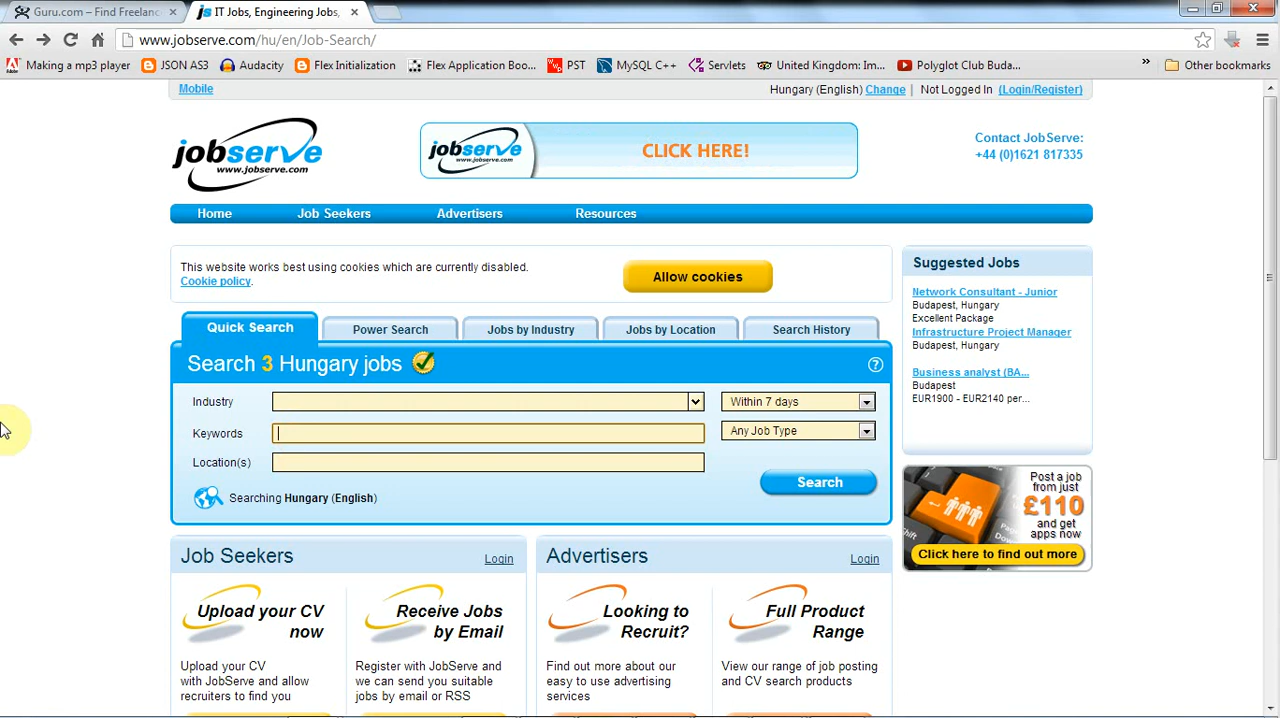 Guru.com – Find Freelanc
IT Jobs, Engineering Jobs,
www.jobserve.com/hu/en/Job-Search/
Making a mp3 player
JSON AS3
Audacity
Flex Initialization
Flex Application Boo...
PST
MySQL C++
Servlets
United Kingdom: Im...
Polyglot Club Buda...
»
Other bookmarks
Mobile
Hungary (English) Change | Not Logged In (Login/Register)
jobserve
www.jobserve.com
jobserve
www.jobserve.com
CLICK HERE!
Contact JobServe:
+44 (0)1621 817335
Home
Job Seekers
Advertisers
Resources
This website works best using cookies which are currently disabled.
Cookie policy.
Allow cookies
Quick Search
Power Search
Jobs by Industry
Jobs by Location
Search History
Search 3 Hungary jobs
?
Industry
Within 7 days
Keywords
Any Job Type
Location(s)
Searching Hungary (English)
Search
Suggested Jobs
Network Consultant - Junior
Budapest, Hungary
Excellent Package
Infrastructure Project Manager
Budapest, Hungary
Business analyst (BA...
Budapest
EUR1900 - EUR2140 per...
Post a job
from just
£110
and get
apps now
Shift
Click here to find out more
Job Seekers
Login
Upload your CV
now
Upload your CV
with JobServe and allow
recruiters to find you
Receive Jobs
by Email
Register with JobServe and
we can send you suitable
jobs by email or RSS
Advertisers
Login
Looking to
Recruit?
Find out more about our
easy to use advertising
services
Full Product
Range
View our range of job posting
and CV search products